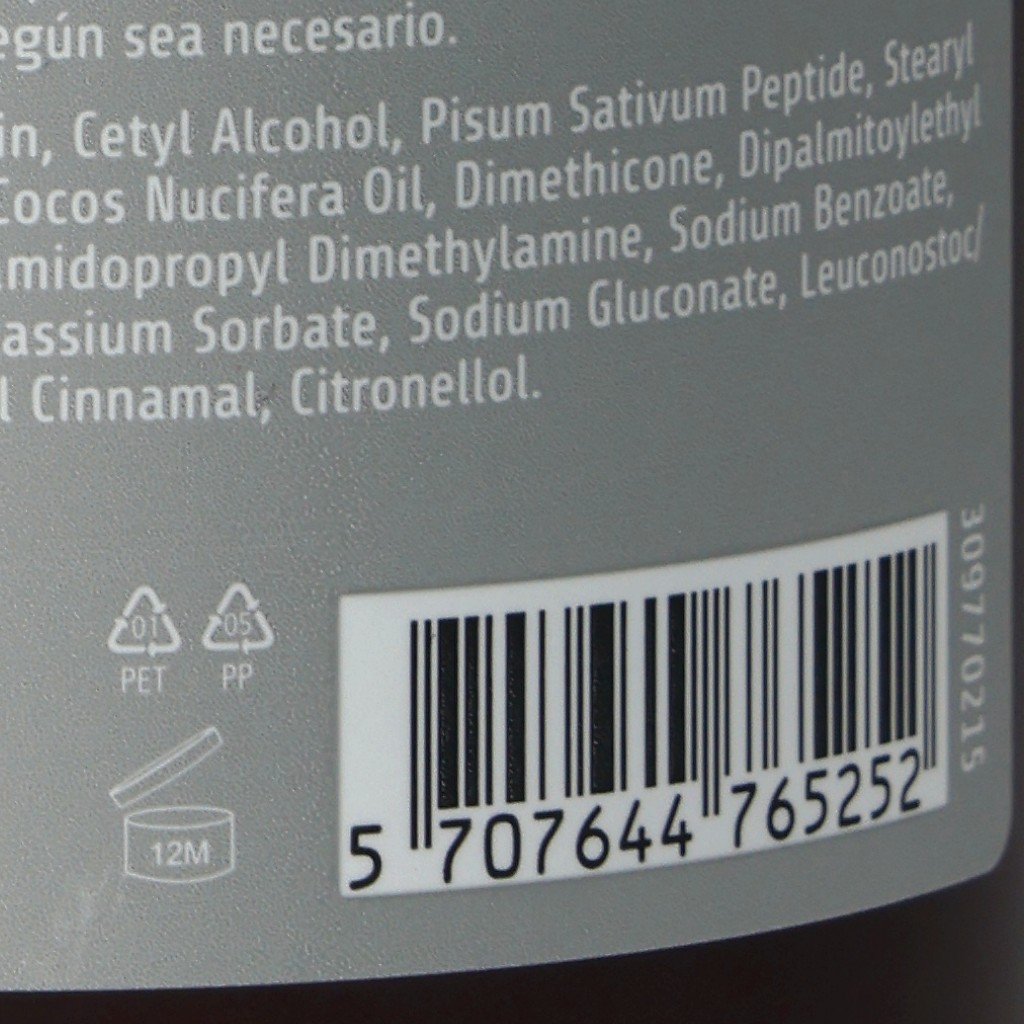 egún sea necesario.
in, Cetyl Alcohol, Pisum Sativum Peptide, Stearyl
Cocos Nucifera Oil, Dimethicone, Dipalmitoylethyl
midopropyl Dimethylamine, Sodium Benzoate,
assium Sorbate, Sodium Gluconate, Leuconostoc/
l Cinnamal, Citronellol.
01 05
PET PP
12M
5 707644 765252
309770215